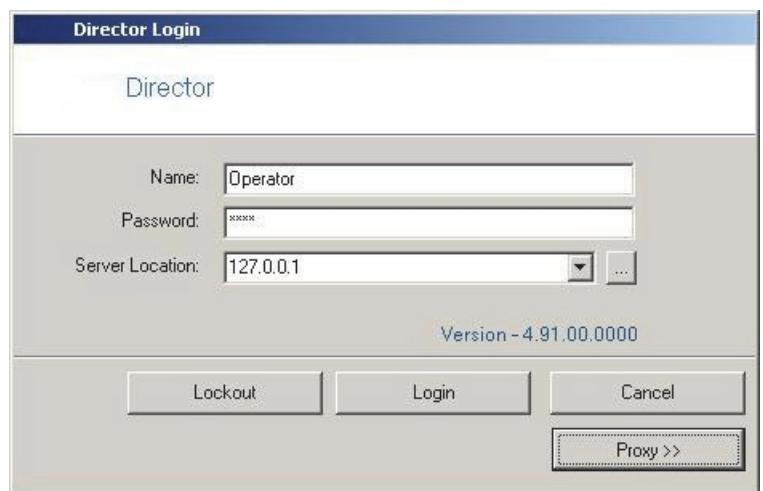 Director Login
Director
Name: Operator
Password: ****
Server Location: 127.0.0.1 ...
Version - 4.91.00.0000
Lockout Login Cancel
Proxy >>